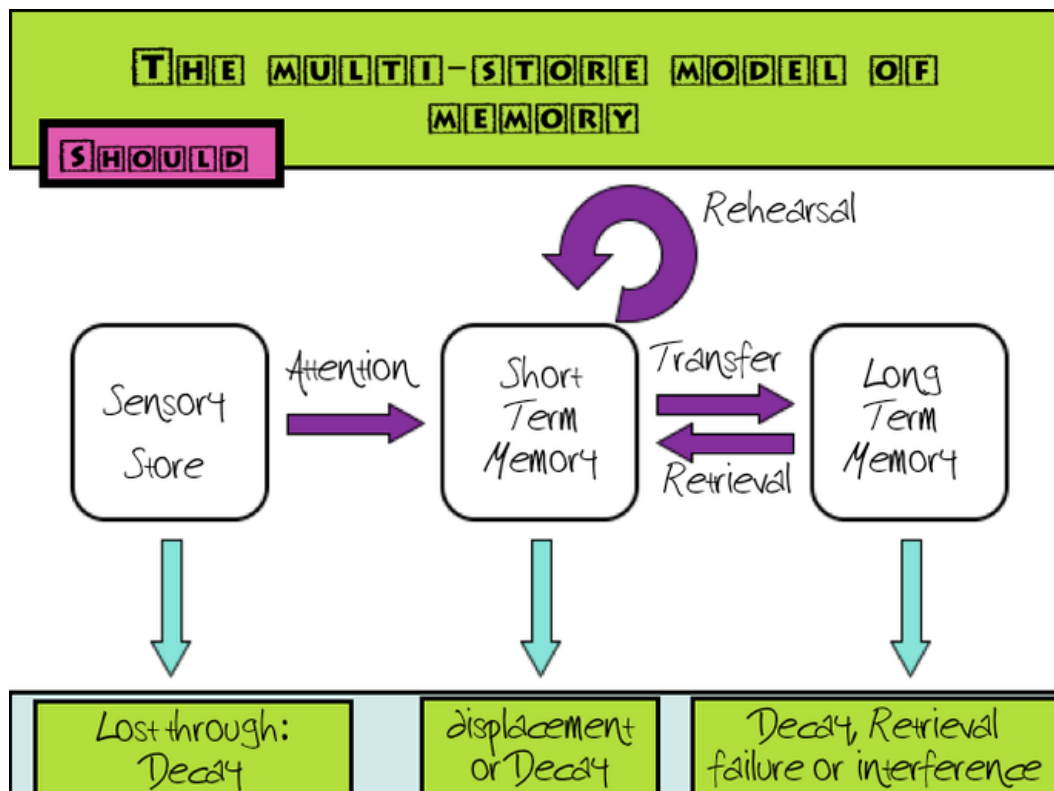 The multi-store model of
memory
Should
Rehearsal
Sensory
Store
Attention
Short
Term
Memory
Transfer
Retrieval
Long
Term
Memory
Lost through:
Decay
displacement
or Decay
Decay, Retrieval
failure or interference